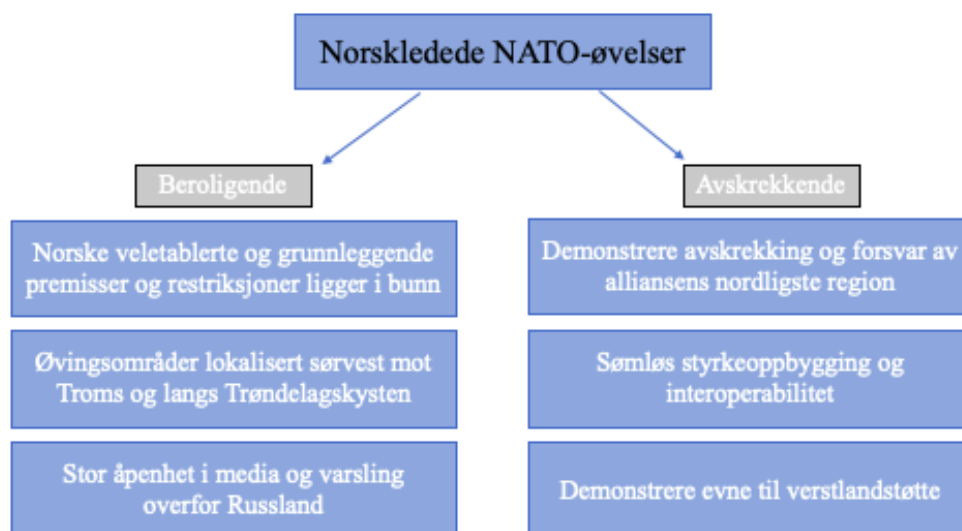 Norskledede NATO-øvelser
Beroligende
Norske veletablerte og grunnleggende
premisser og restriksjoner ligger i bunn
Øvingsområder lokalisert sørvest mot
Troms og langs Trøndelagskysten
Stor åpenhet i media og varsling
overfor Russland
Avskrekkende
Demonstrere avskrekking og forsvar av
alliansens nordligste region
Sømløs styrkeoppbygging og
interoperabilitet
Demonstrere evne til verstlandstøtte